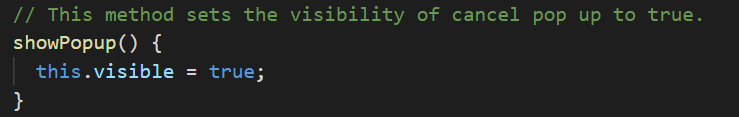 // This method sets the visibility of cancel pop up to true.
showPopup() {
  this.visible = true;
}